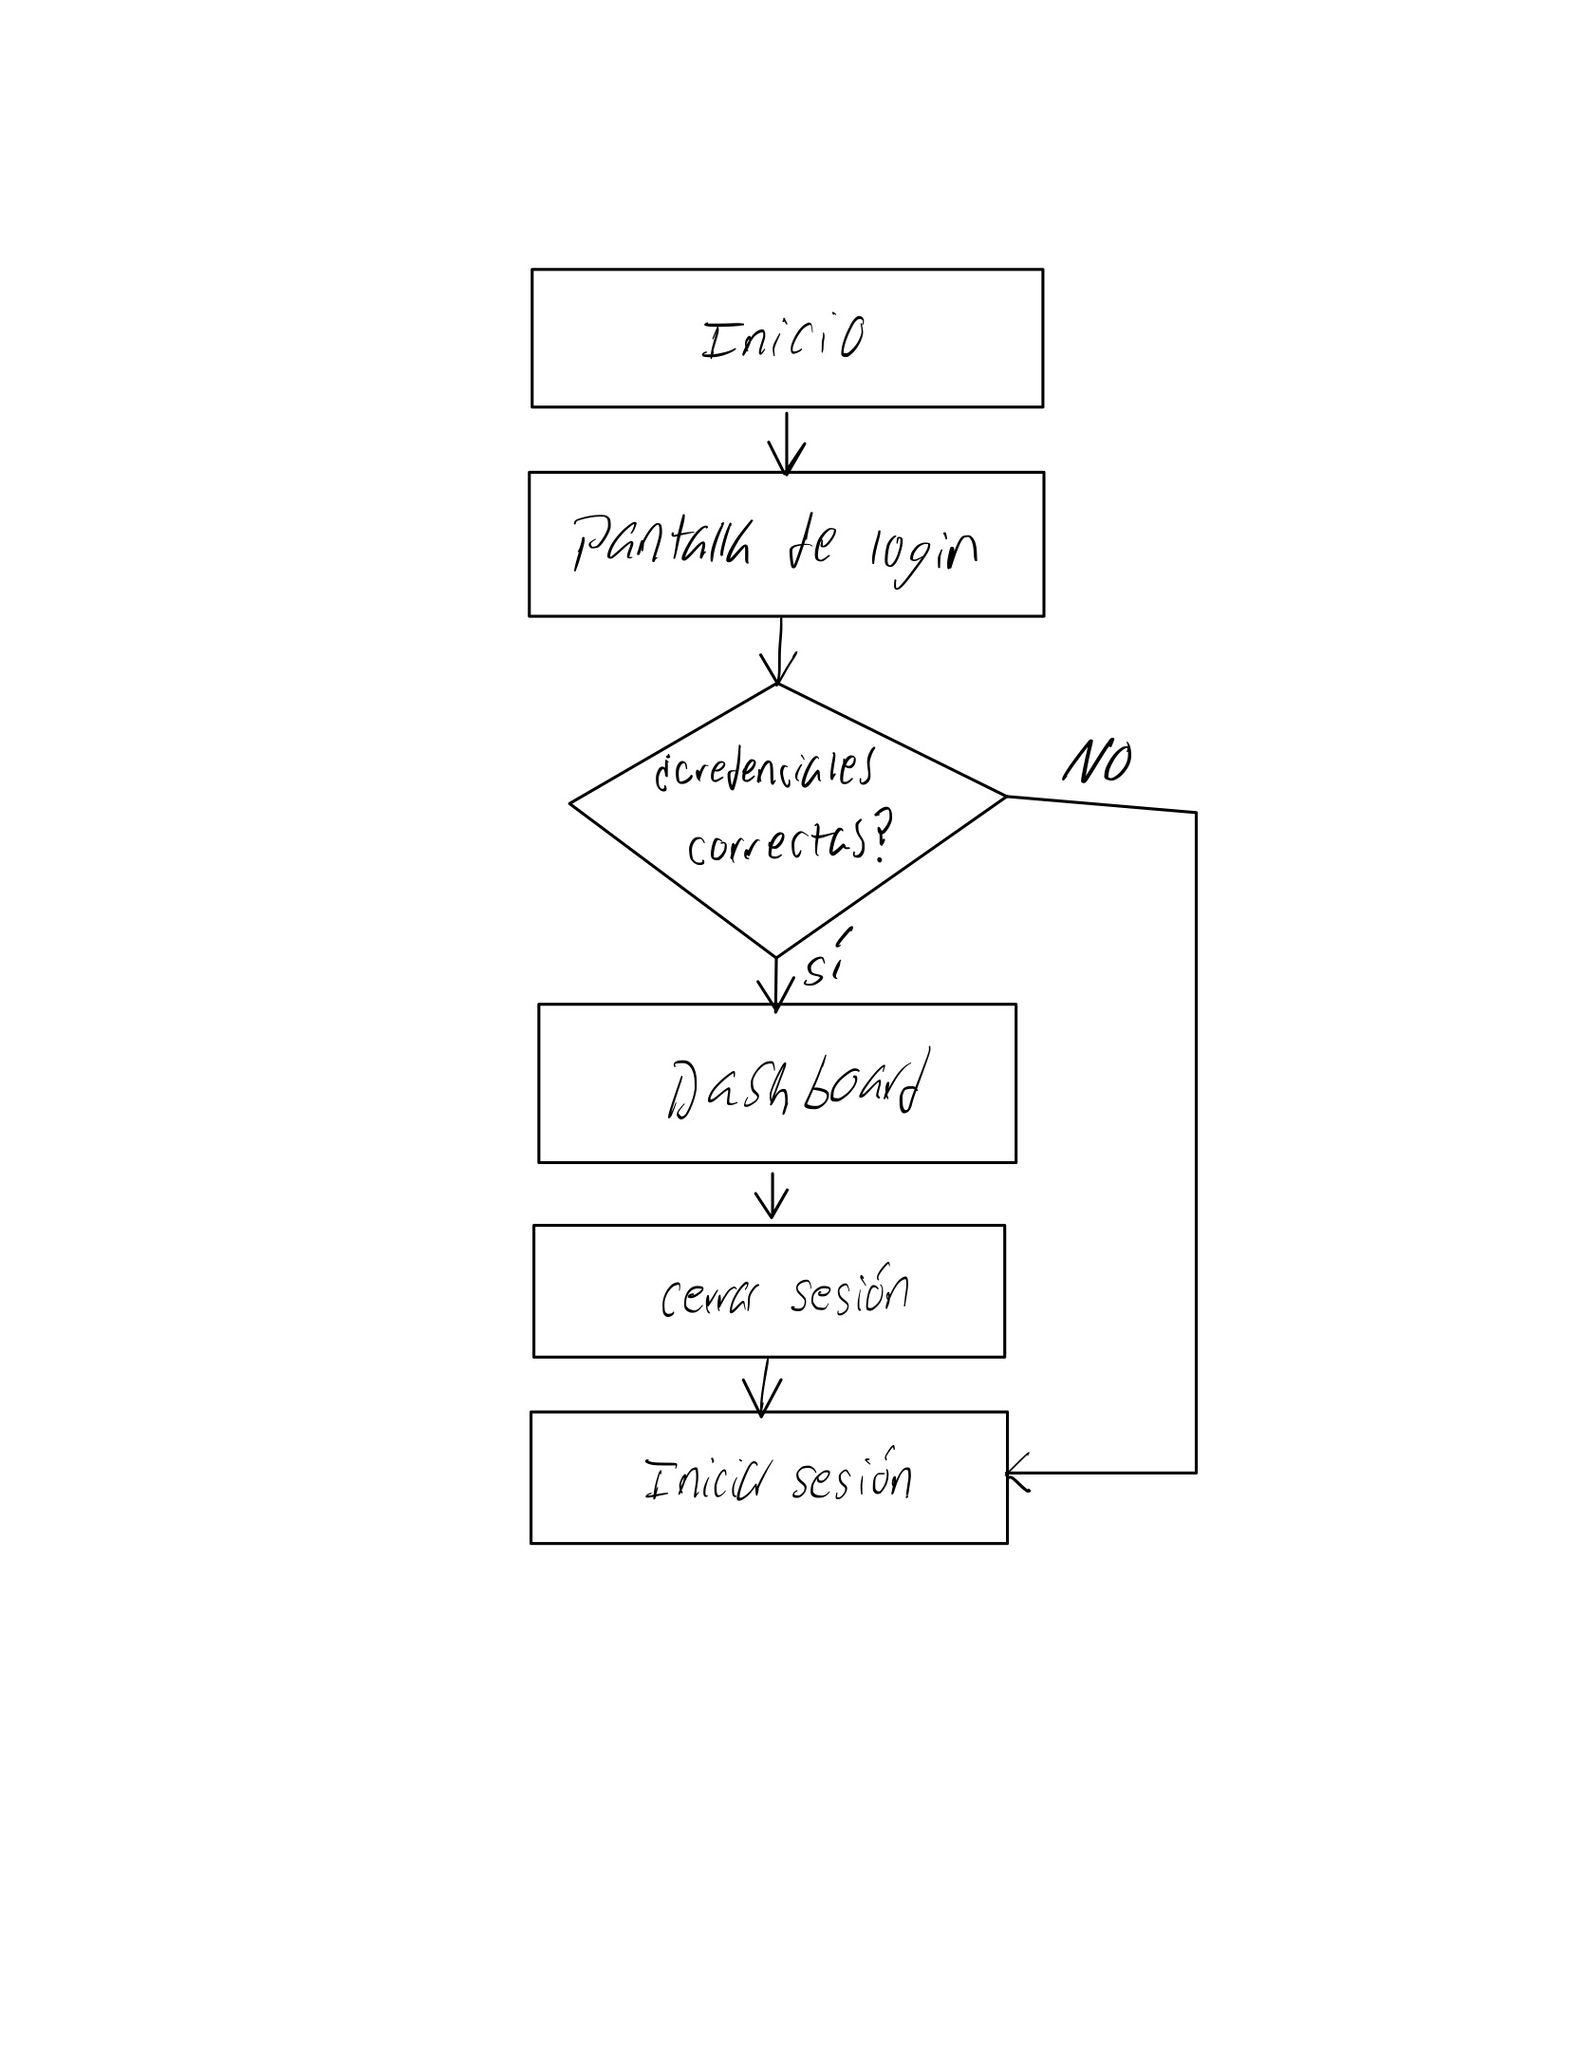 Inicio
Pantalla de login
¿credenciales
NO
correctas?
sí
Dashboard
cerrar sesión
Iniciar sesión